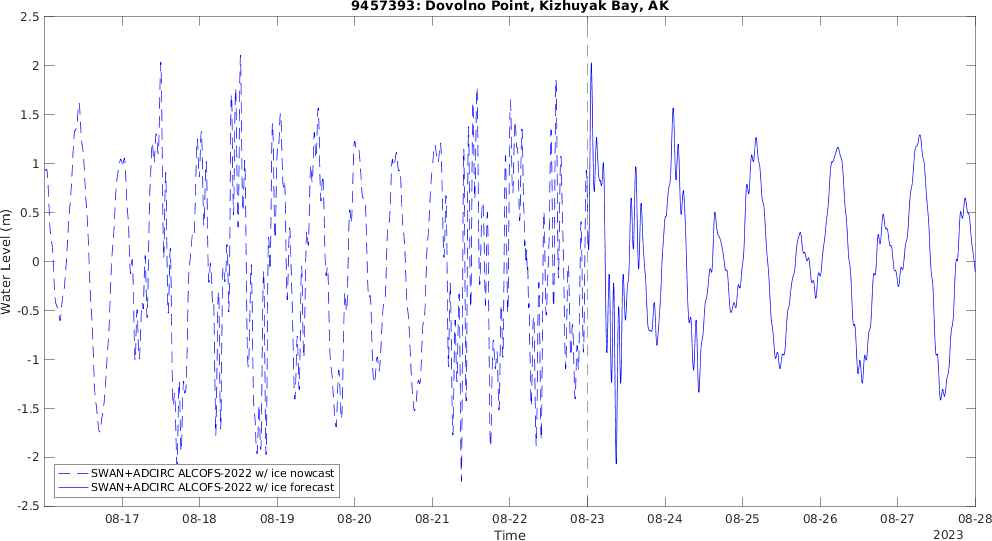 9457393: Dovolno Point, Kizhuyak Bay, AK
2.5
2
1.5
1
0.5
0
-0.5
-1
-1.5
-2
-2.5
Water Level (m)
SWAN+ADCIRC ALCOFS-2022 w/ ice nowcast
SWAN+ADCIRC ALCOFS-2022 w/ ice forecast
08-17 08-18 08-19 08-20 08-21 08-22 08-23 08-24 08-25 08-26 08-27 08-28
Time
2023